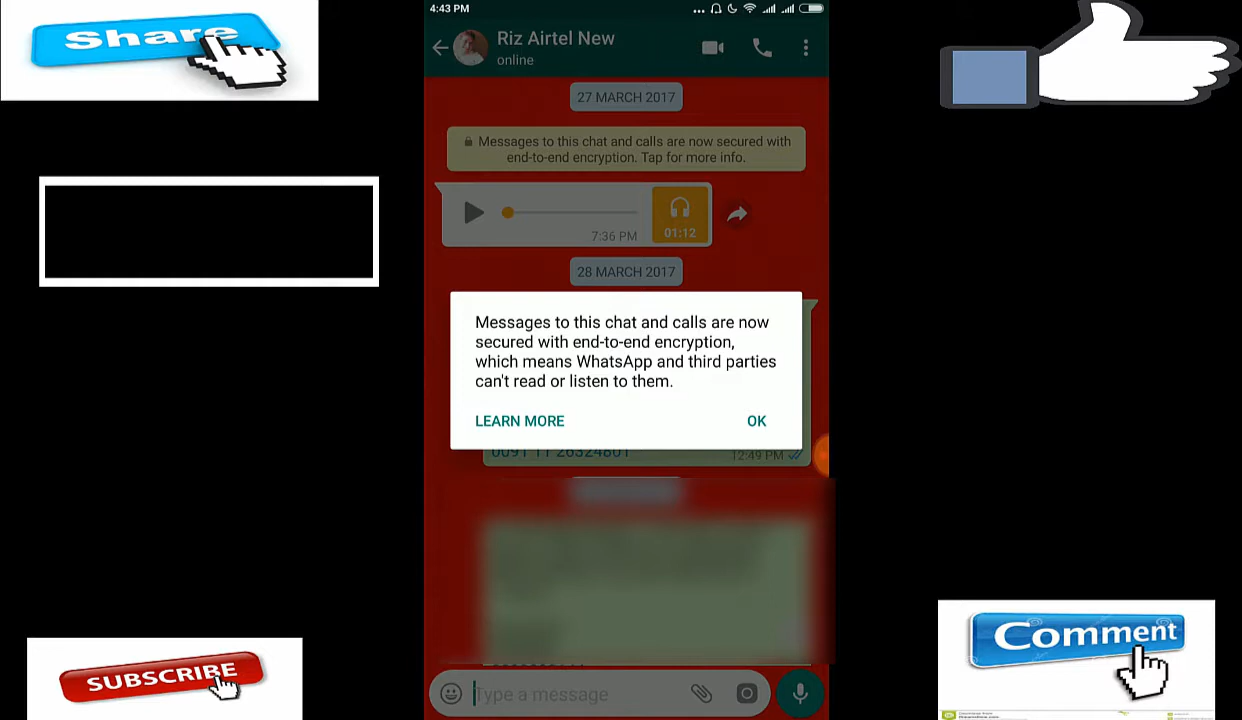 Share
4:43 PM
Riz Airtel New
online
27 MARCH 2017
Messages to this chat and calls are now secured with
end-to-end encryption. Tap for more info.
7:36 PM
01:12
28 MARCH 2017
Messages to this chat and calls are now
secured with end-to-end encryption,
which means WhatsApp and third parties
can't read or listen to them.
LEARN MORE
OK
0091 11 26324801
12:49 PM
Type a message
SUBSCRIBE
Comment